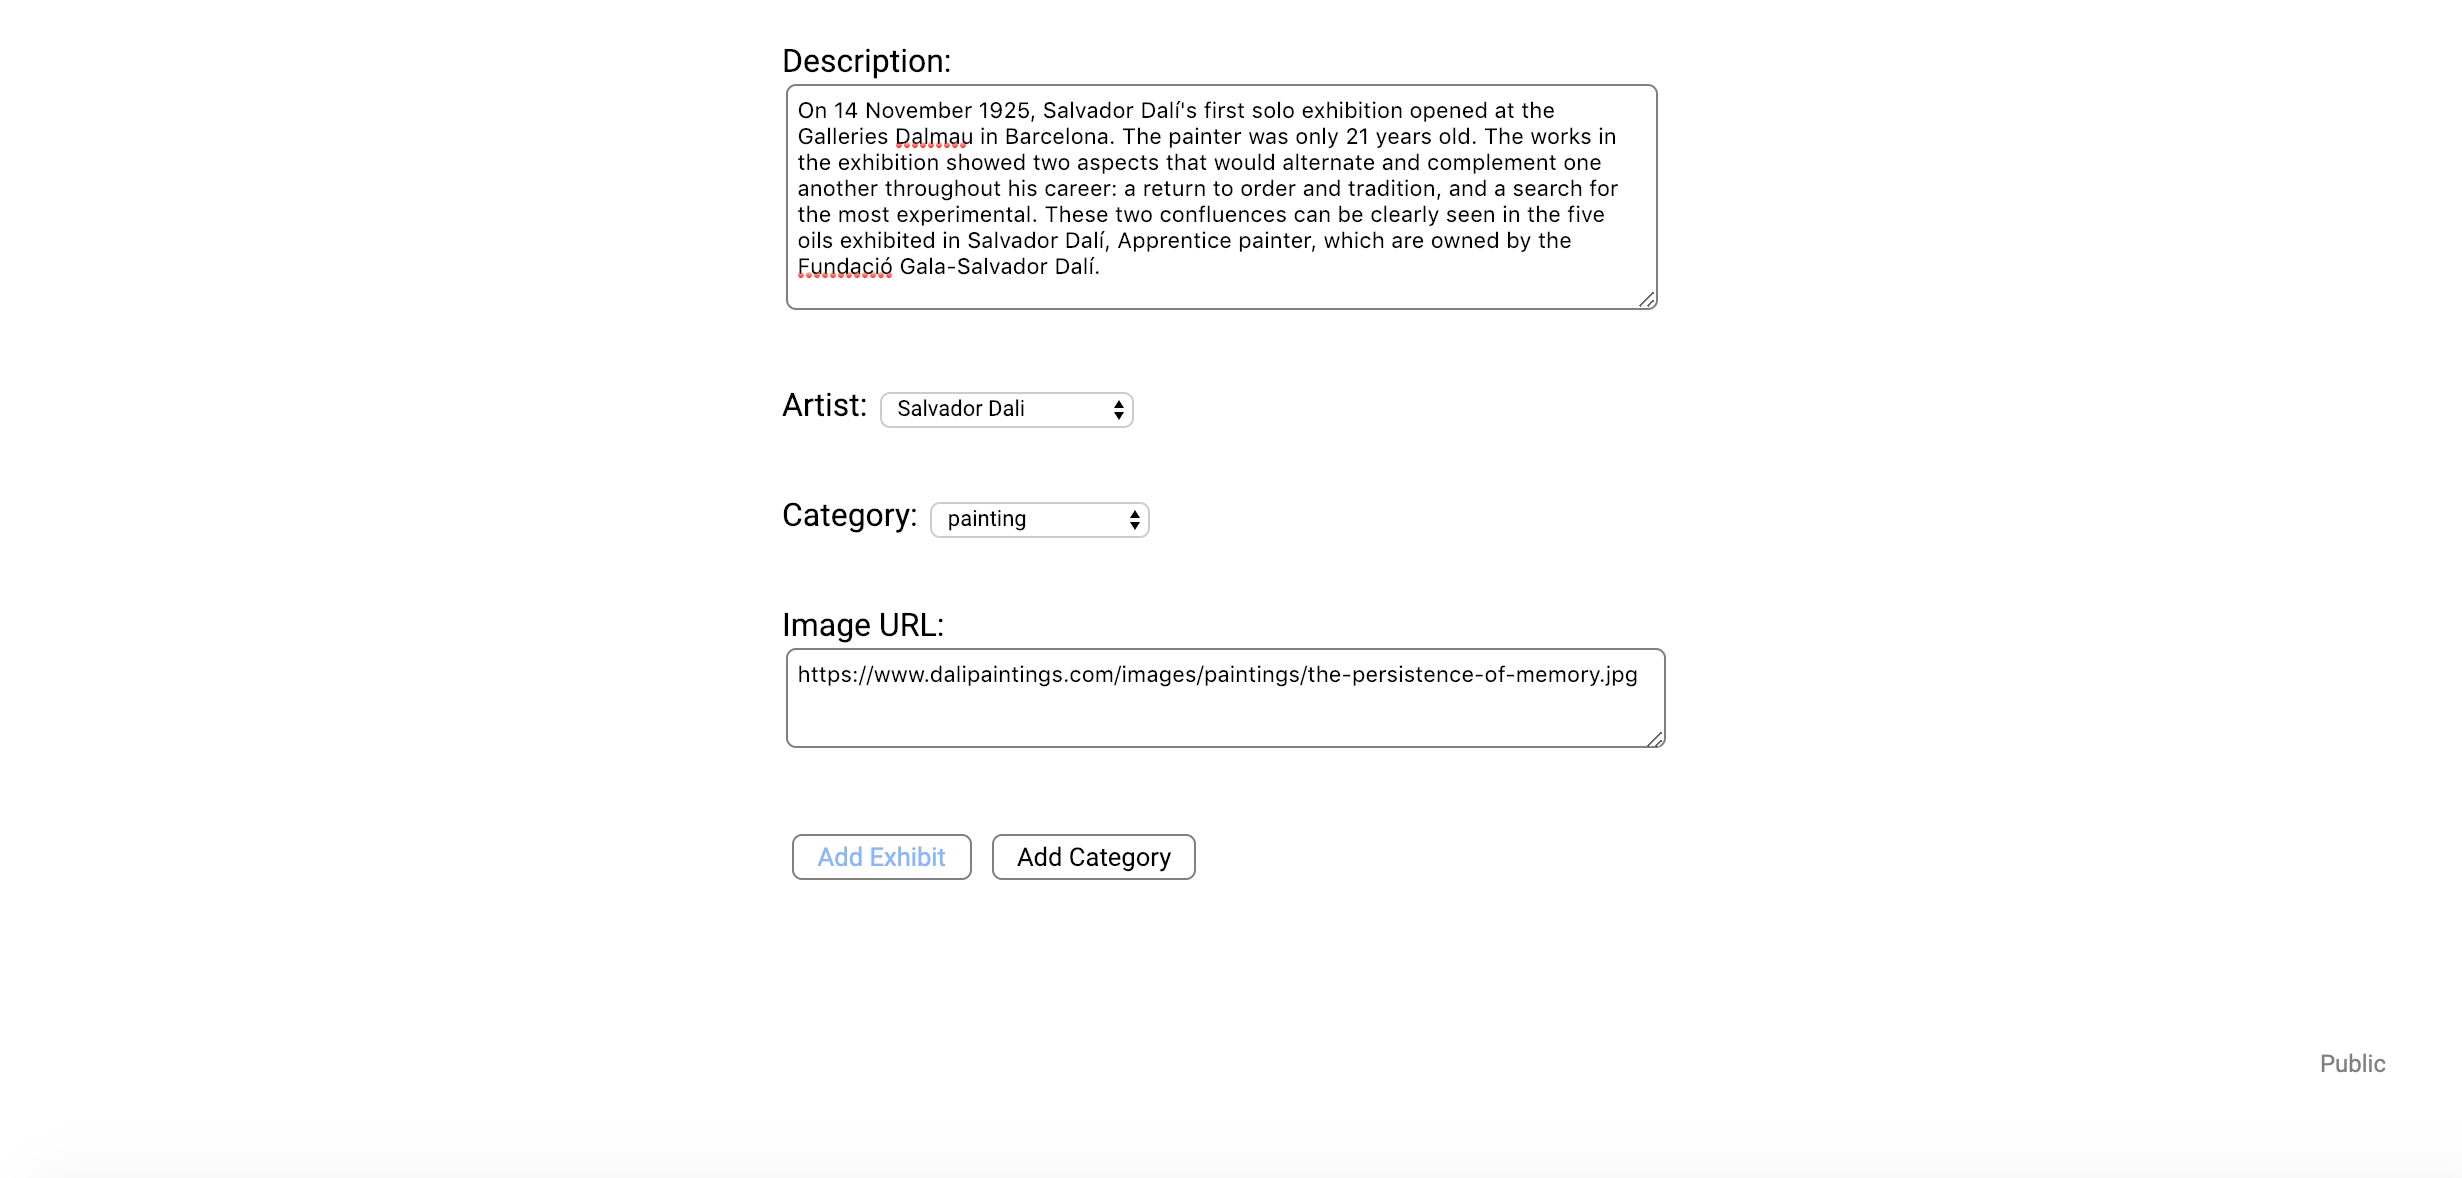 Description:
On 14 November 1925, Salvador Dalí's first solo exhibition opened at the
Galleries Dalmau in Barcelona. The painter was only 21 years old. The works in
the exhibition showed two aspects that would alternate and complement one
another throughout his career: a return to order and tradition, and a search for
the most experimental. These two confluences can be clearly seen in the five
oils exhibited in Salvador Dalí, Apprentice painter, which are owned by the
Fundació Gala-Salvador Dalí.
Artist: Salvador Dali
Category: painting
Image URL:
https://www.dalipaintings.com/images/paintings/the-persistence-of-memory.jpg
Add Exhibit Add Category
Public